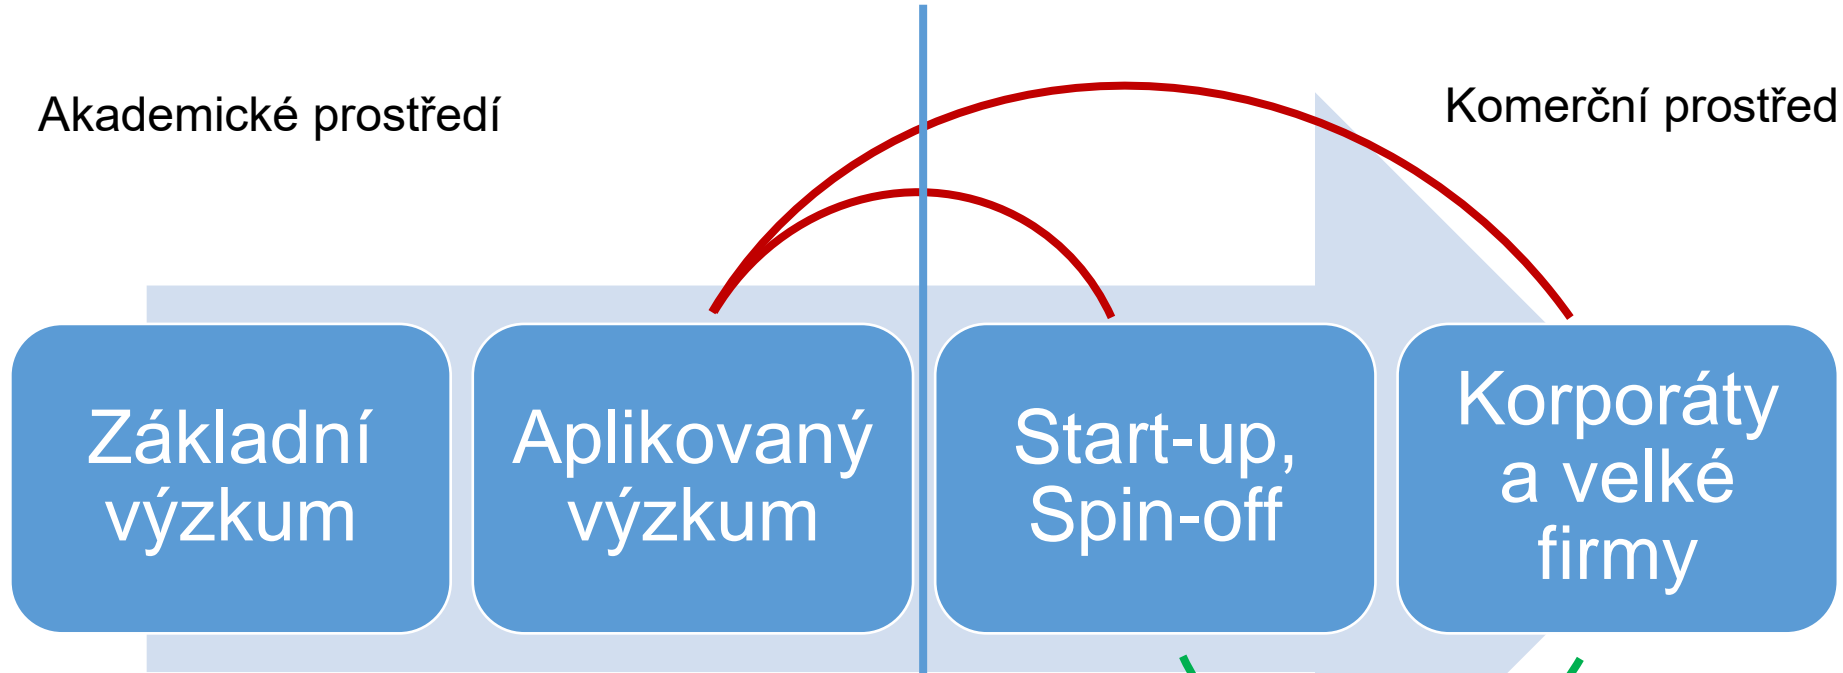 Akademické prostředí
Komerční prostřed
Základní
výzkum
Aplikovaný
výzkum
Start-up,
Spin-off
Korporáty
a velké
firmy